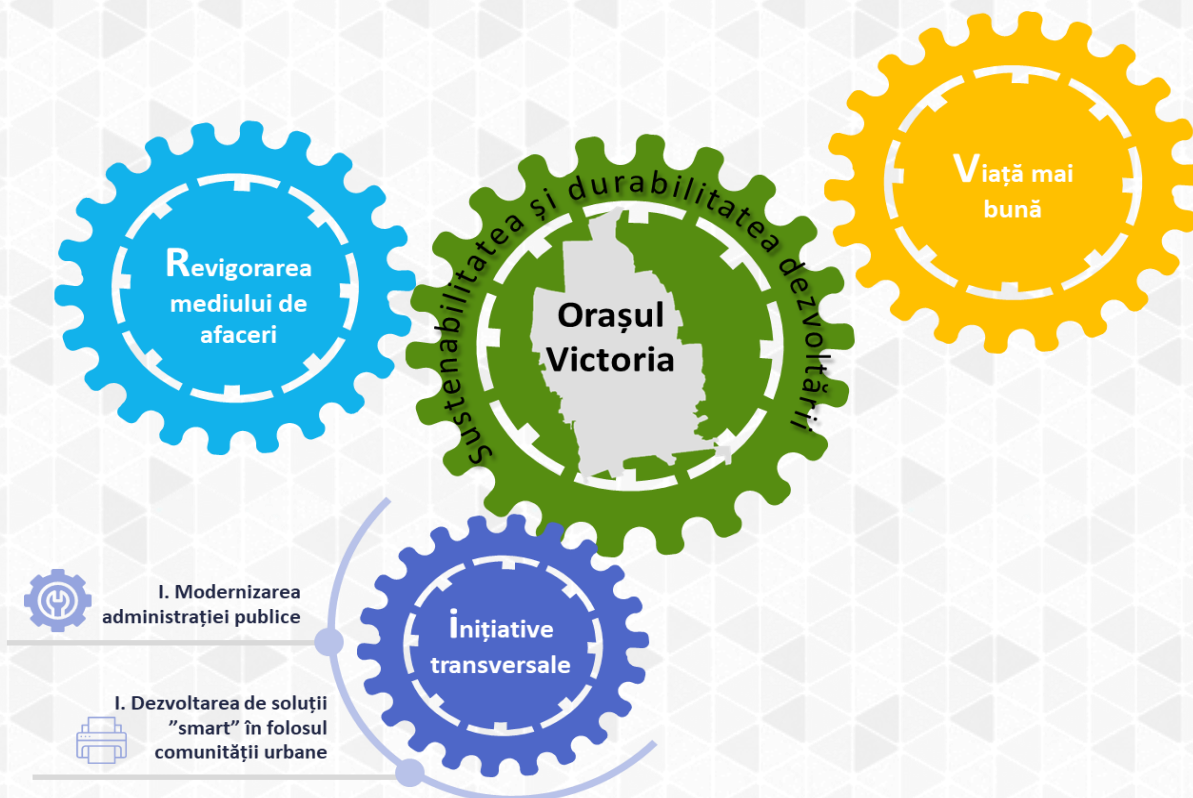 Viață mai
bună
Sustenabilitatea și durabilitatea dezvoltării
Revigorarea
mediului de
afaceri
Orașul
Victoria
I. Modernizarea
administrației publice
Inițiative
transversale
I. Dezvoltarea de soluții
”smart” în folosul
comunității urbane